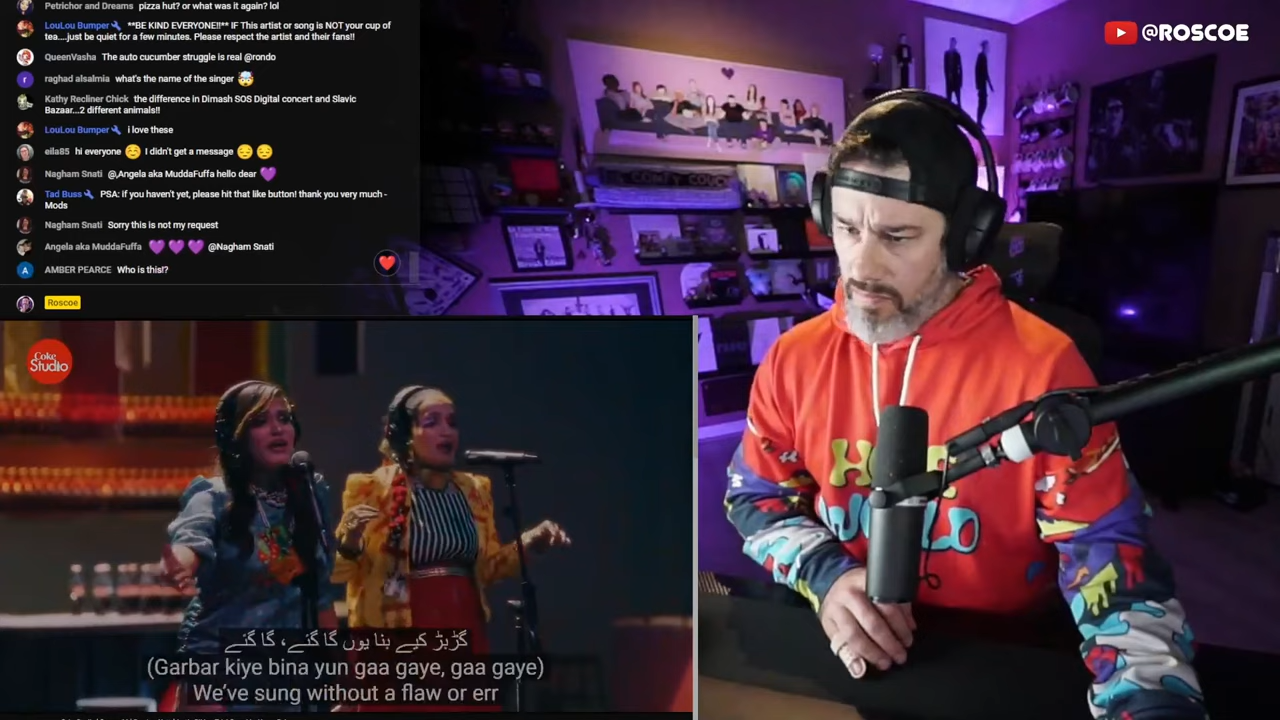 Petrichor and Dreams pizza hut? or what was it again? lol
LouLou Bumper **BE KIND EVERYONE!!** IF This artist or song is NOT your cup of
tea....just be quiet for a few minutes. Please respect the artist and their fans!!
QueenVasha The auto cucumber struggle is real @rondo
raghad alsalmia what's the name of the singer 🤯
Kathy Recliner Chick the difference in Dimash SOS Digital concert and Slavic
Bazaar...2 different animals!!
LouLou Bumper i love these
eila85 hi everyone ☺️ I didn't get a message 😔😔
Nagham Snati @,Angela aka MuddaFuffa hello dear 💜
Tad Buss PSA: if you haven't yet, please hit that like button! thank you very much -
Mods
Nagham Snati Sorry this is not my request
Angela aka MuddaFuffa 💜💜💜 @Nagham Snati
A AMBER PEARCE Who is this!?
Roscoe
@ROSCOE
COMFY COUCH
Coke
Studio
گڑبڑ کیے بنا یوں گا گئے، گا گئے
(Garbar kiye bina yun gaa gaye, gaa gaye)
We've sung without a flaw or err